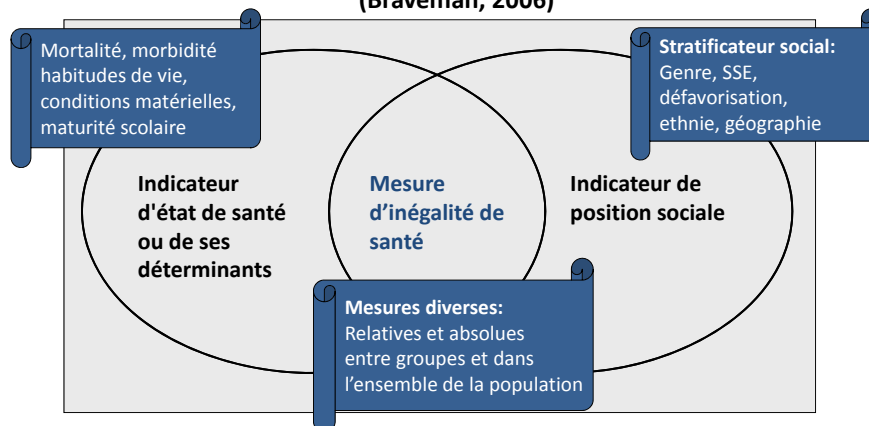 (Braveman, 2006)
Mortalité, morbidité
habitudes de vie,
conditions matérielles,
maturité scolaire
Stratificateur social:
Genre, SSE,
défavorisation,
ethnie, géographie
Indicateur
d'état de santé
ou de ses
déterminants
Mesure
d’inégalité de
santé
Indicateur de
position sociale
Mesures diverses:
Relatives et absolues
entre groupes et dans
l’ensemble de la population